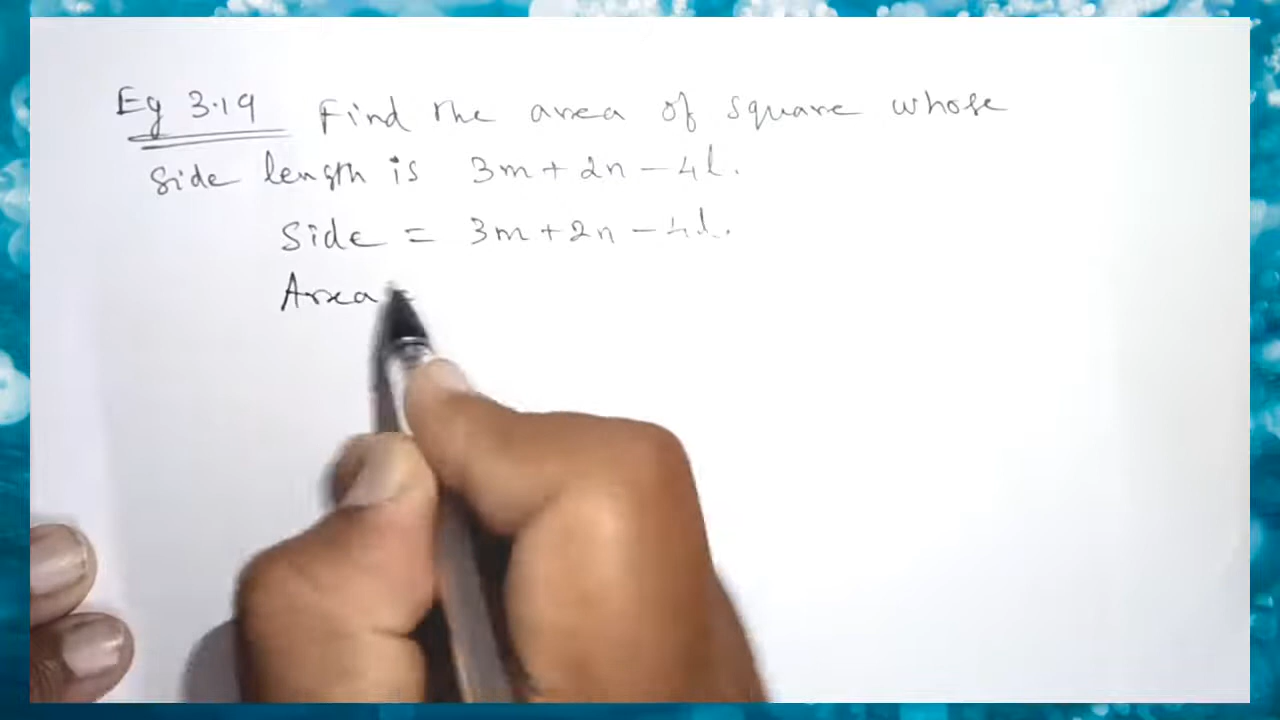 Eg 3.19 Find the area of square whose
side length is 3m + 2n - 4l.
Side = 3m + 2n - 4l.
Area =